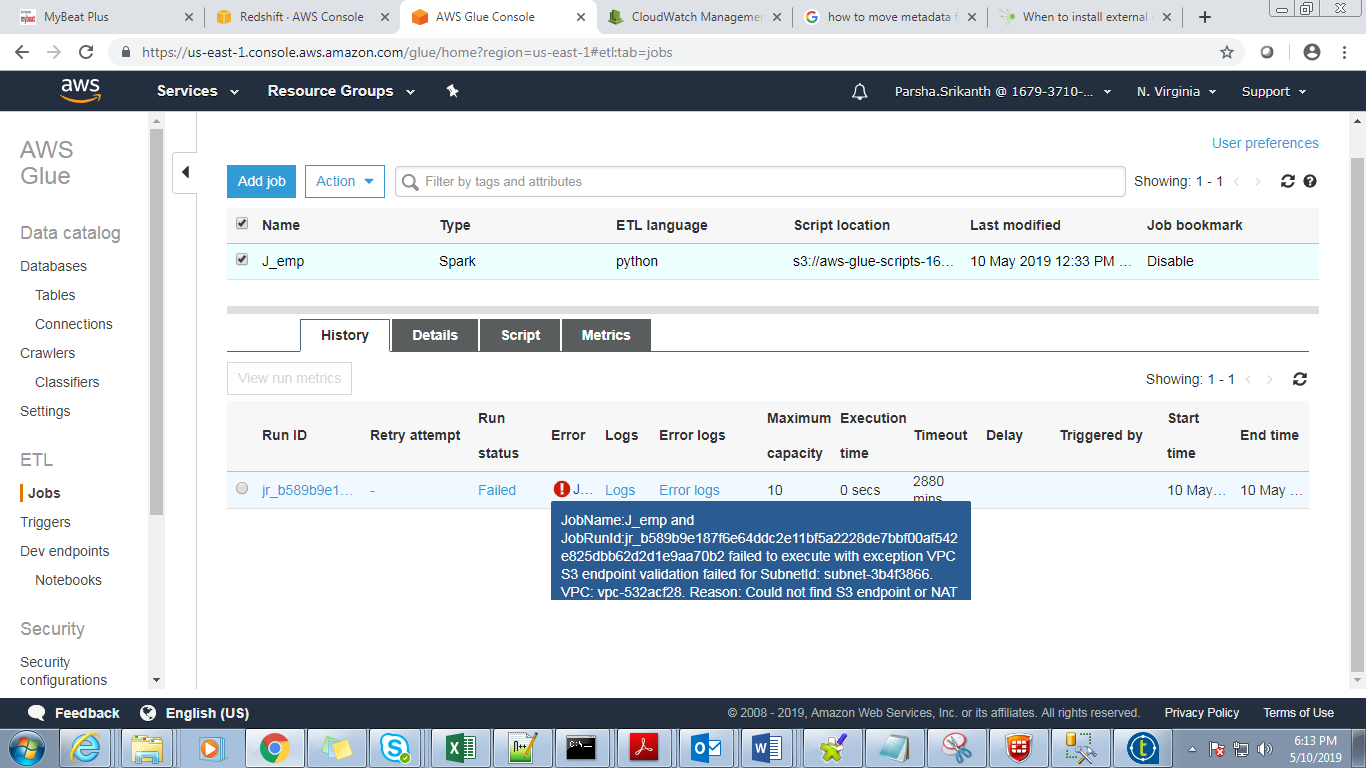 MyBeat Plus
Redshift · AWS Console
AWS Glue Console
CloudWatch Managemen
how to move metadata f
When to install external
https://us-east-1.console.aws.amazon.com/glue/home?region=us-east-1#etl:tab=jobs
aws
Services
Resource Groups
Parsha.Srikanth @ 1679-3710-...
N. Virginia
Support
AWS
Glue
Data catalog
Databases
Tables
Connections
Crawlers
Classifiers
Settings
ETL
Jobs
Triggers
Dev endpoints
Notebooks
Security
Security
configurations
User preferences
Add job
Action
Filter by tags and attributes
Showing: 1 - 1
Name Type ETL language Script location Last modified Job bookmark
J_emp Spark python s3://aws-glue-scripts-16... 10 May 2019 12:33 PM ... Disable
History Details Script Metrics
View run metrics
Showing: 1 - 1
Run ID Retry attempt Run status Error Logs Error logs Maximum capacity Execution time Timeout Delay Triggered by Start time End time
jr_b589b9e1... - Failed J... Logs Error logs 10 0 secs 2880 mins 10 May... 10 May ...
JobName:J_emp and
JobRunId:jr_b589b9e187f6e64ddc2e11bf5a2228de7bbf00af542
e825dbb62d2d1e9aa70b2 failed to execute with exception VPC
S3 endpoint validation failed for SubnetId: subnet-3b4f3866.
VPC: vpc-532acf28. Reason: Could not find S3 endpoint or NAT
Feedback
English (US)
© 2008 - 2019, Amazon Web Services, Inc. or its affiliates. All rights reserved.
Privacy Policy
Terms of Use
6:13 PM
5/10/2019